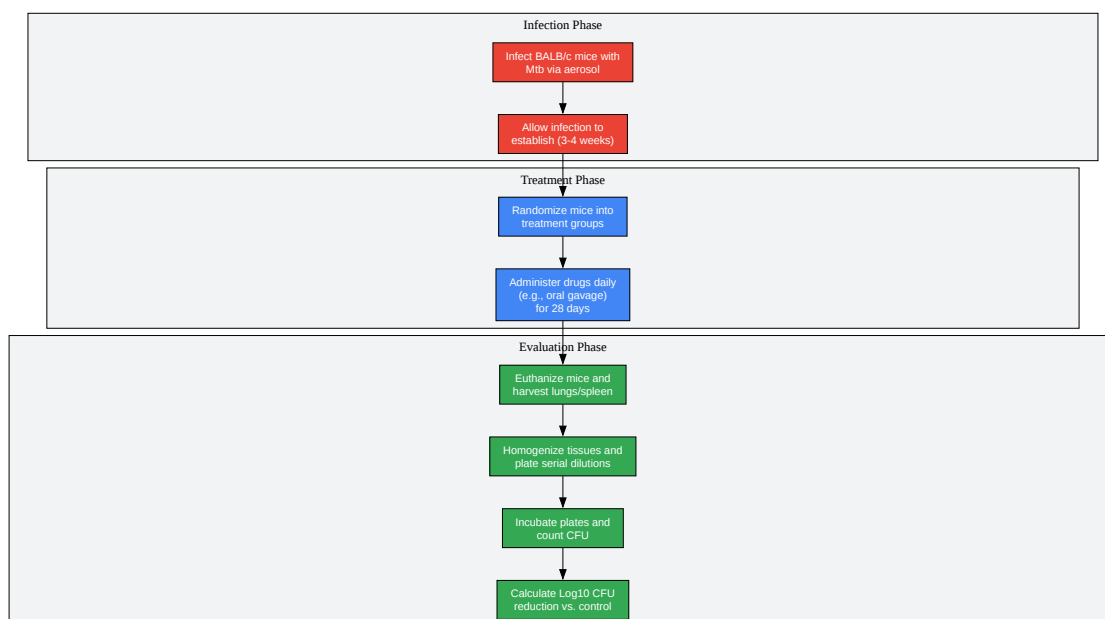 Infection Phase
Infect BALB/c mice with
Mtb via aerosol
Allow infection to
establish (3-4 weeks)
Treatment Phase
Randomize mice into
treatment groups
Administer drugs daily
(e.g., oral gavage)
for 28 days
Evaluation Phase
Euthanize mice and
harvest lungs/spleen
Homogenize tissues and
plate serial dilutions
Incubate plates and
count CFU
Calculate Log10 CFU
reduction vs. control